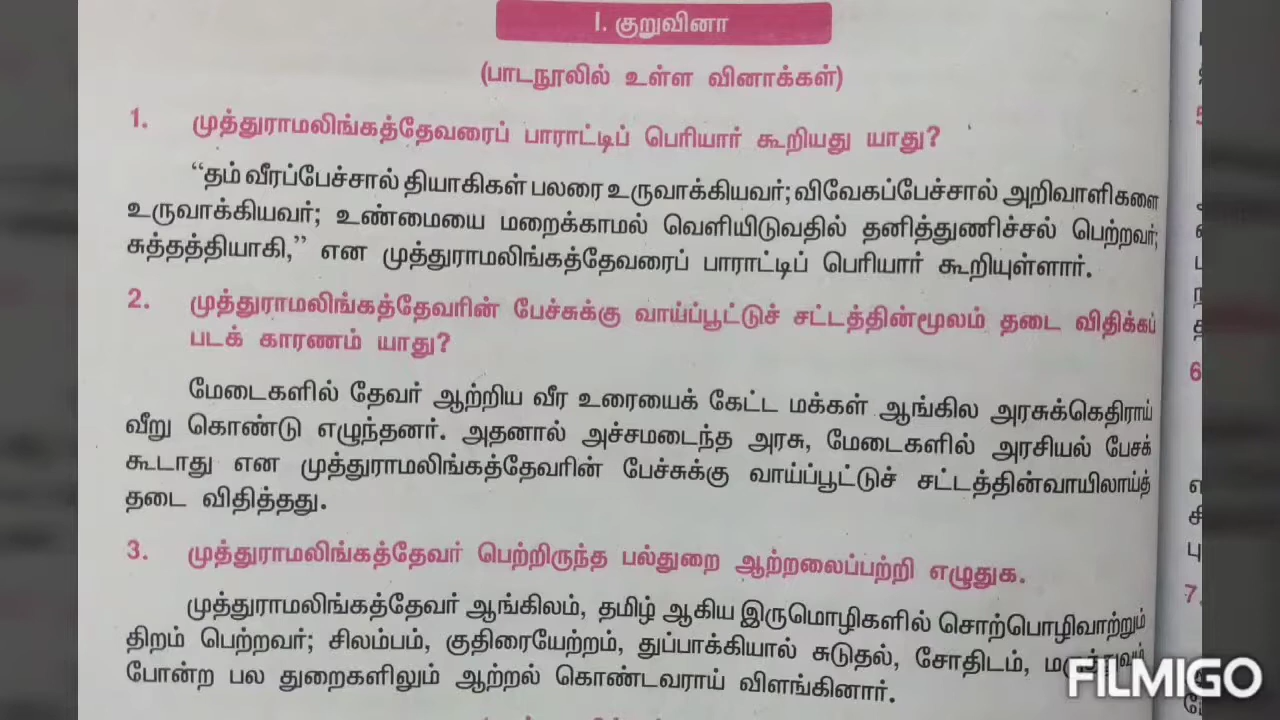 I. குறுவினா
(பாடநூலில் உள்ள வினாக்கள்)
1. முத்துராமலிங்கத்தேவரைப் பாராட்டிப் பெரியார் கூறியது யாது?
“தம் வீரப்பேச்சால் தியாகிகள் பலரை உருவாக்கியவர்; விவேகப்பேச்சால் அறிவாளிகளை
உருவாக்கியவர்; உண்மையை மறைக்காமல் வெளியிடுவதில் தனித்துணிச்சல் பெற்றவர்;
சுத்தத்தியாகி,” என முத்துராமலிங்கத்தேவரைப் பாராட்டிப் பெரியார் கூறியுள்ளார்.
2. முத்துராமலிங்கத்தேவரின் பேச்சுக்கு வாய்ப்பூட்டுச் சட்டத்தின்மூலம் தடை விதிக்கப்
படக் காரணம் யாது?
மேடைகளில் தேவர் ஆற்றிய வீர உரையைக் கேட்ட மக்கள் ஆங்கில அரசுக்கெதிராய்
வீறு கொண்டு எழுந்தனர். அதனால் அச்சமடைந்த அரசு, மேடைகளில் அரசியல் பேசக்
கூடாது என முத்துராமலிங்கத்தேவரின் பேச்சுக்கு வாய்ப்பூட்டுச் சட்டத்தின்வாயிலாய்த்
தடை விதித்தது.
3. முத்துராமலிங்கத்தேவர் பெற்றிருந்த பல்துறை ஆற்றலைப்பற்றி எழுதுக.
முத்துராமலிங்கத்தேவர் ஆங்கிலம், தமிழ் ஆகிய இருமொழிகளில் சொற்பொழிவாற்றும்
திறம் பெற்றவர்; சிலம்பம், குதிரையேற்றம், துப்பாக்கியால் சுடுதல், சோதிடம்,
போன்ற பல துறைகளிலும் ஆற்றல் கொண்டவராய் விளங்கினார்.
6
7.
FILMIGO